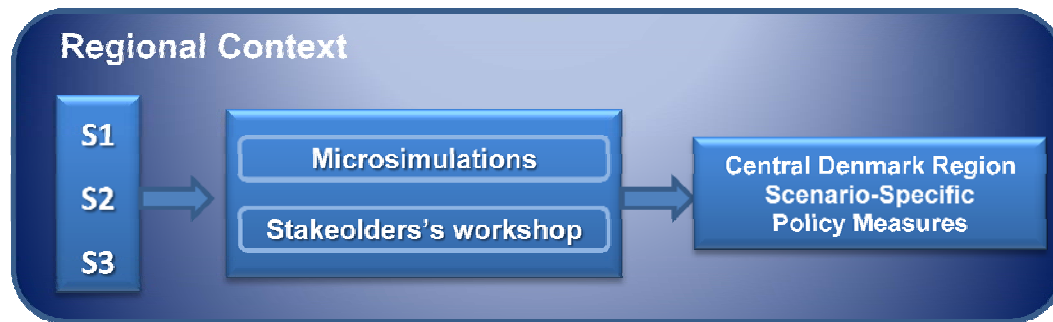 Regional Context
S1
S2
S3
Microsimulations
Stakeolders's workshop
Central Denmark Region
Scenario-Specific
Policy Measures